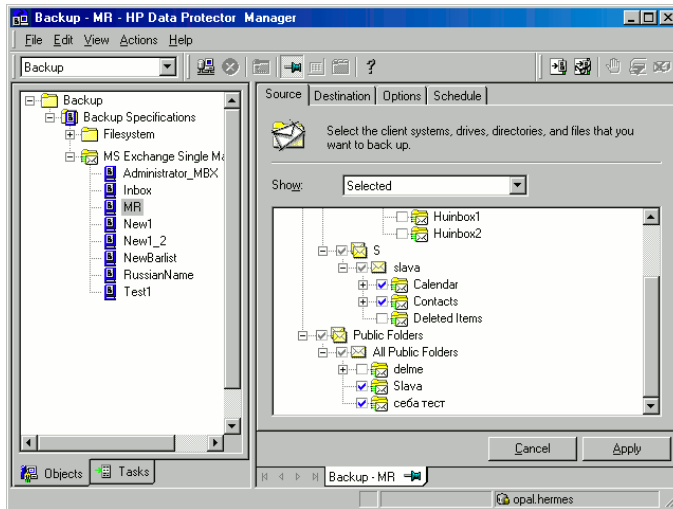 Backup - MR - HP Data Protector Manager
File Edit View Actions Help
Backup
Backup
Backup Specifications
Filesystem
MS Exchange Single Ma
Administrator_MBX
Inbox
MR
New1
New1_2
NewBarlist
RussianName
Test1
Objects Tasks
Source Destination Options Schedule
Select the client systems, drives, directories, and files that you
want to back up.
Show: Selected
Huinbox1
Huinbox2
S
slava
Calendar
Contacts
Deleted Items
Public Folders
All Public Folders
delme
Slava
себа тест
Cancel Apply
Backup - MR
opal.hermes